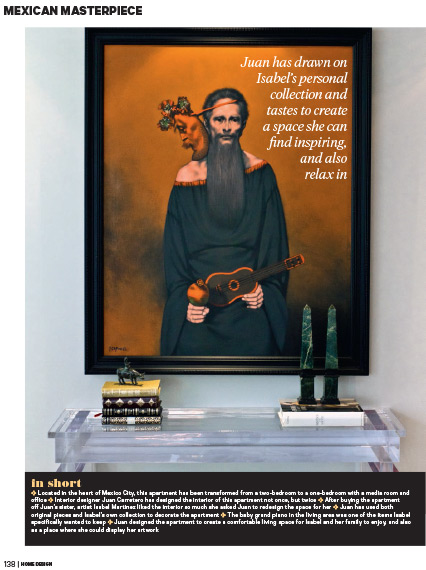 MEXICAN MASTERPIECE
Juan has drawn on
Isabel's personal
collection and
tastes to create
a space she can
find inspiring,
and also
relax in
in short
✤ Located in the heart of Mexico City, this apartment has been transformed from a two-bedroom to a one-bedroom with a media room and
office ✤ Interior designer Juan Carretero has designed the interior of this apartment not once, but twice ✤ After buying the apartment
off Juan's sister, artist Isabel Martinez liked the interior so much she asked Juan to redesign the space for her ✤ Juan has used both
original pieces and Isabel's own collection to decorate the apartment ✤ The baby grand piano in the living area was one of the items Isabel
specifically wanted to keep ✤ Juan designed the apartment to create a comfortable living space for Isabel and her family to enjoy and also
as a place where she could display her artwork
138 | HOME DESIGN